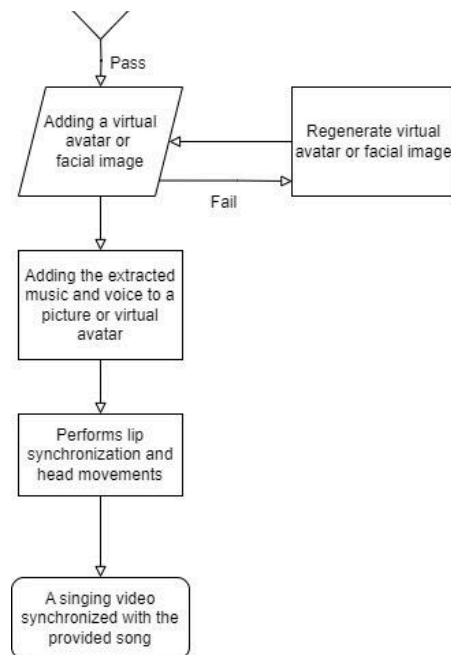 Pass
Adding a virtual
avatar or
facial image
Regenerate virtual
avatar or facial image
Fail
Adding the extracted
music and voice to a
picture or virtual
avatar
Performs lip
synchronization and
head movements
A singing video
synchronized with the
provided song